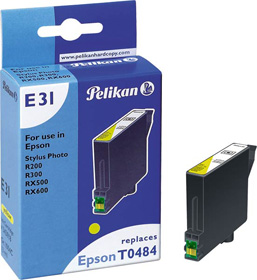 www.pelikanhardcopy.com
E31
Pelikan
For use in
Epson
Stylus Photo
R200
R300
RX500
RX600
replaces
Epson T0484